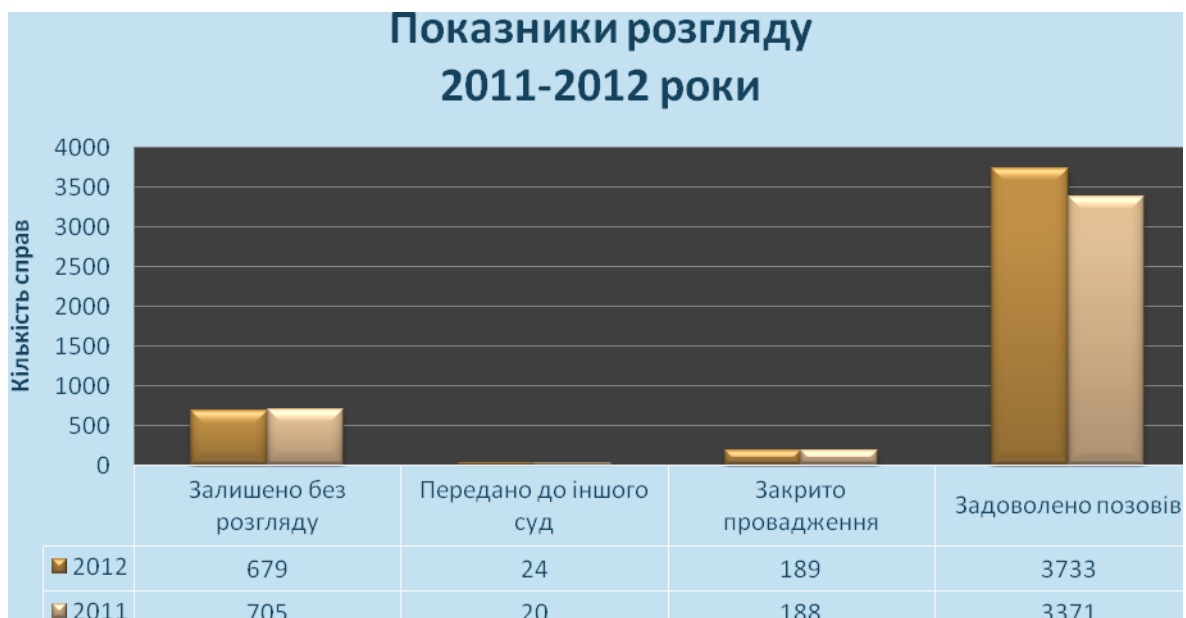 Показники розгляду
2011-2012 роки
Кількість справ
4000
3500
3000
2500
2000
1500
1000
500
0
Залишено без
розгляду
Передано до іншого
суд
Закрито
провадження
Задоволено позовів
2012 679 24 189 3733
2011 705 20 188 3371